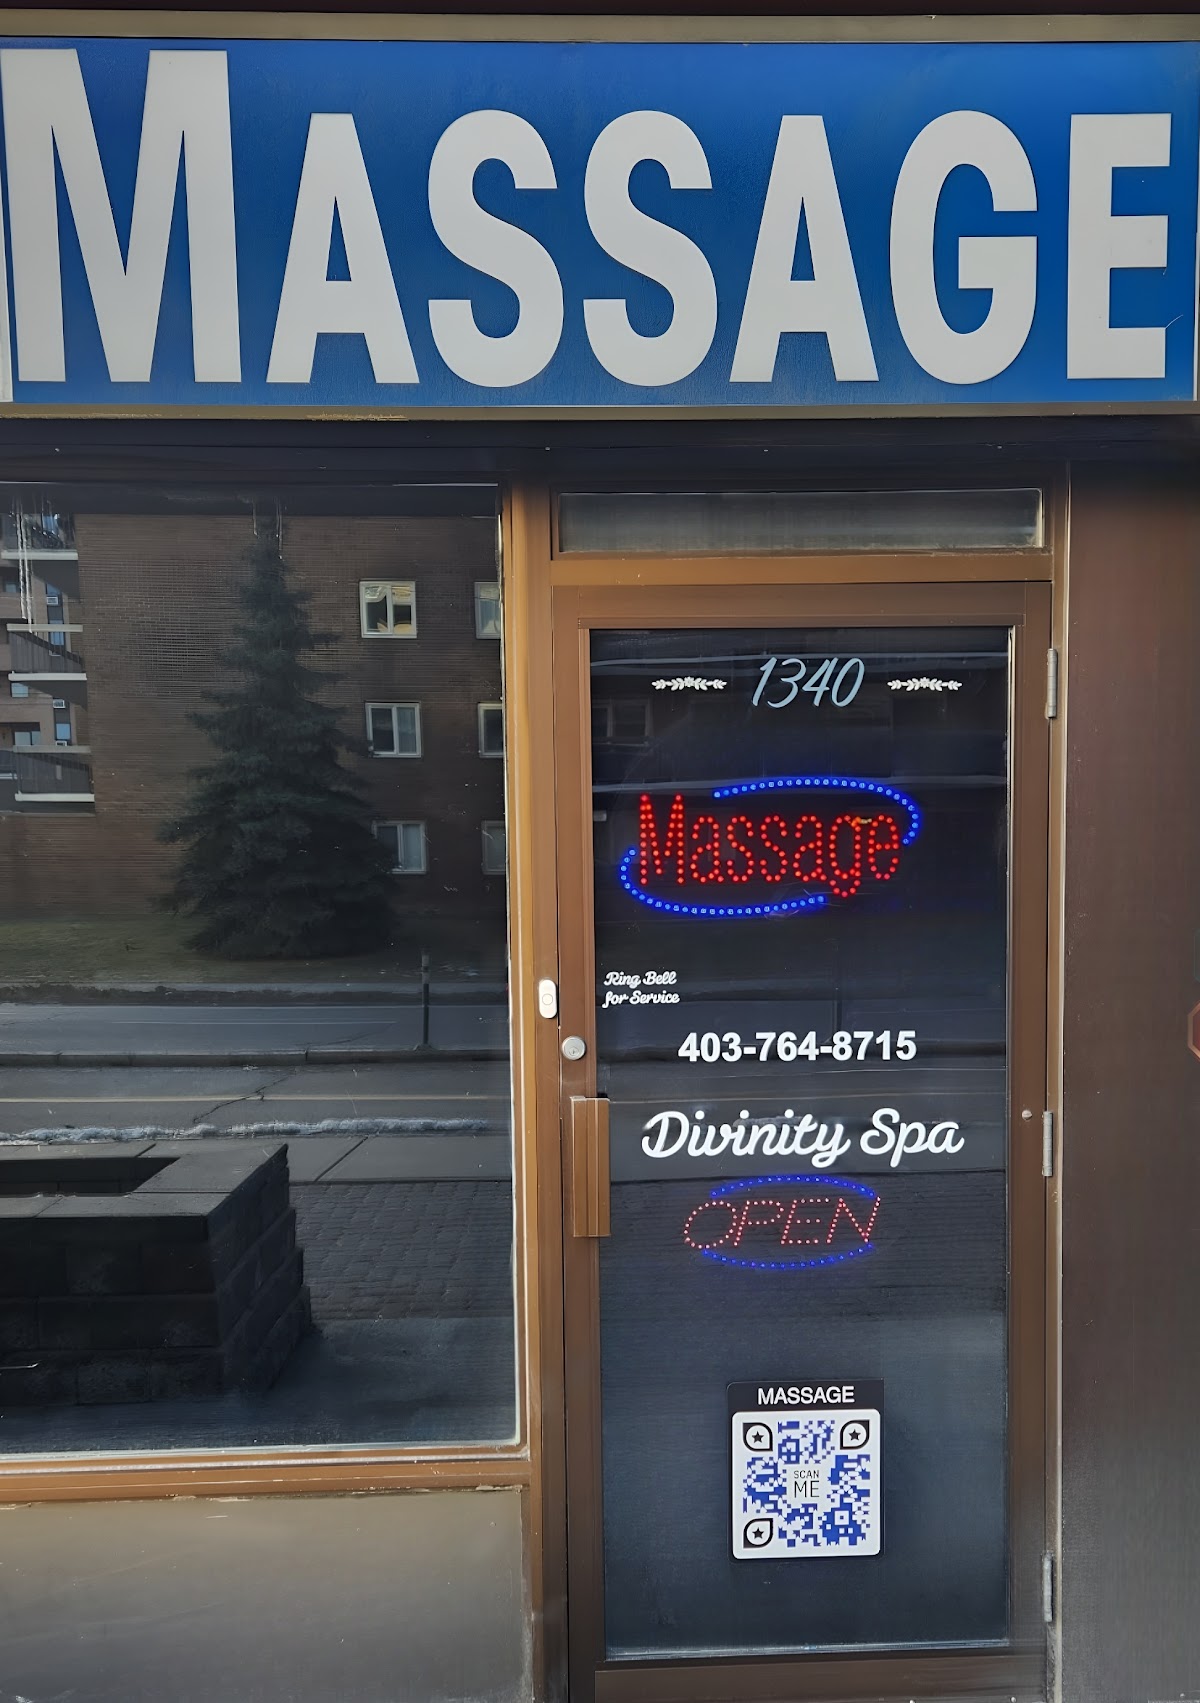 MASSAGE
1340
Massage
Ring Bell
for Service
403-764-8715
Divinity Spa
OPEN
MASSAGE
SCAN
ME